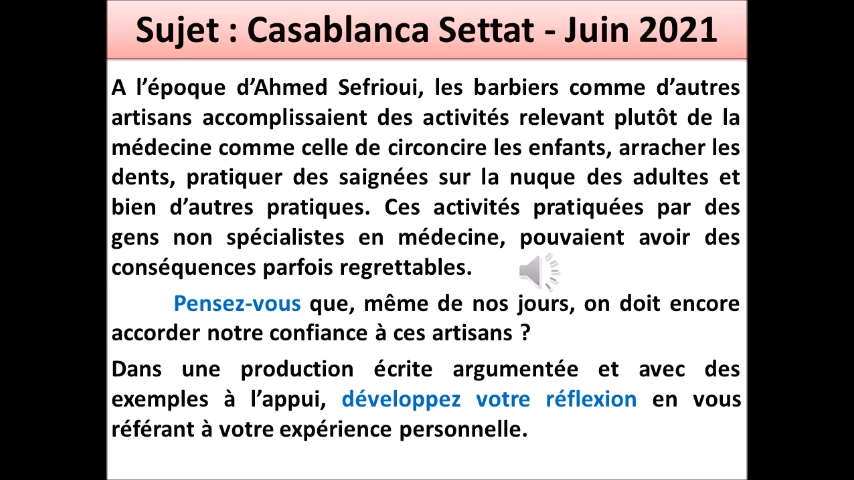 Sujet : Casablanca Settat - Juin 2021
A l’époque d’Ahmed Sefrioui, les barbiers comme d’autres
artisans accomplissaient des activités relevant plutôt de la
médecine comme celle de circoncire les enfants, arracher les
dents, pratiquer des saignées sur la nuque des adultes et
bien d’autres pratiques. Ces activités pratiquées par des
gens non spécialistes en médecine, pouvaient avoir des
conséquences parfois regrettables.
Pensez-vous que, même de nos jours, on doit encore
accorder notre confiance à ces artisans ?
Dans une production écrite argumentée et avec des
exemples à l’appui, développez votre réflexion en vous
référant à votre expérience personnelle.